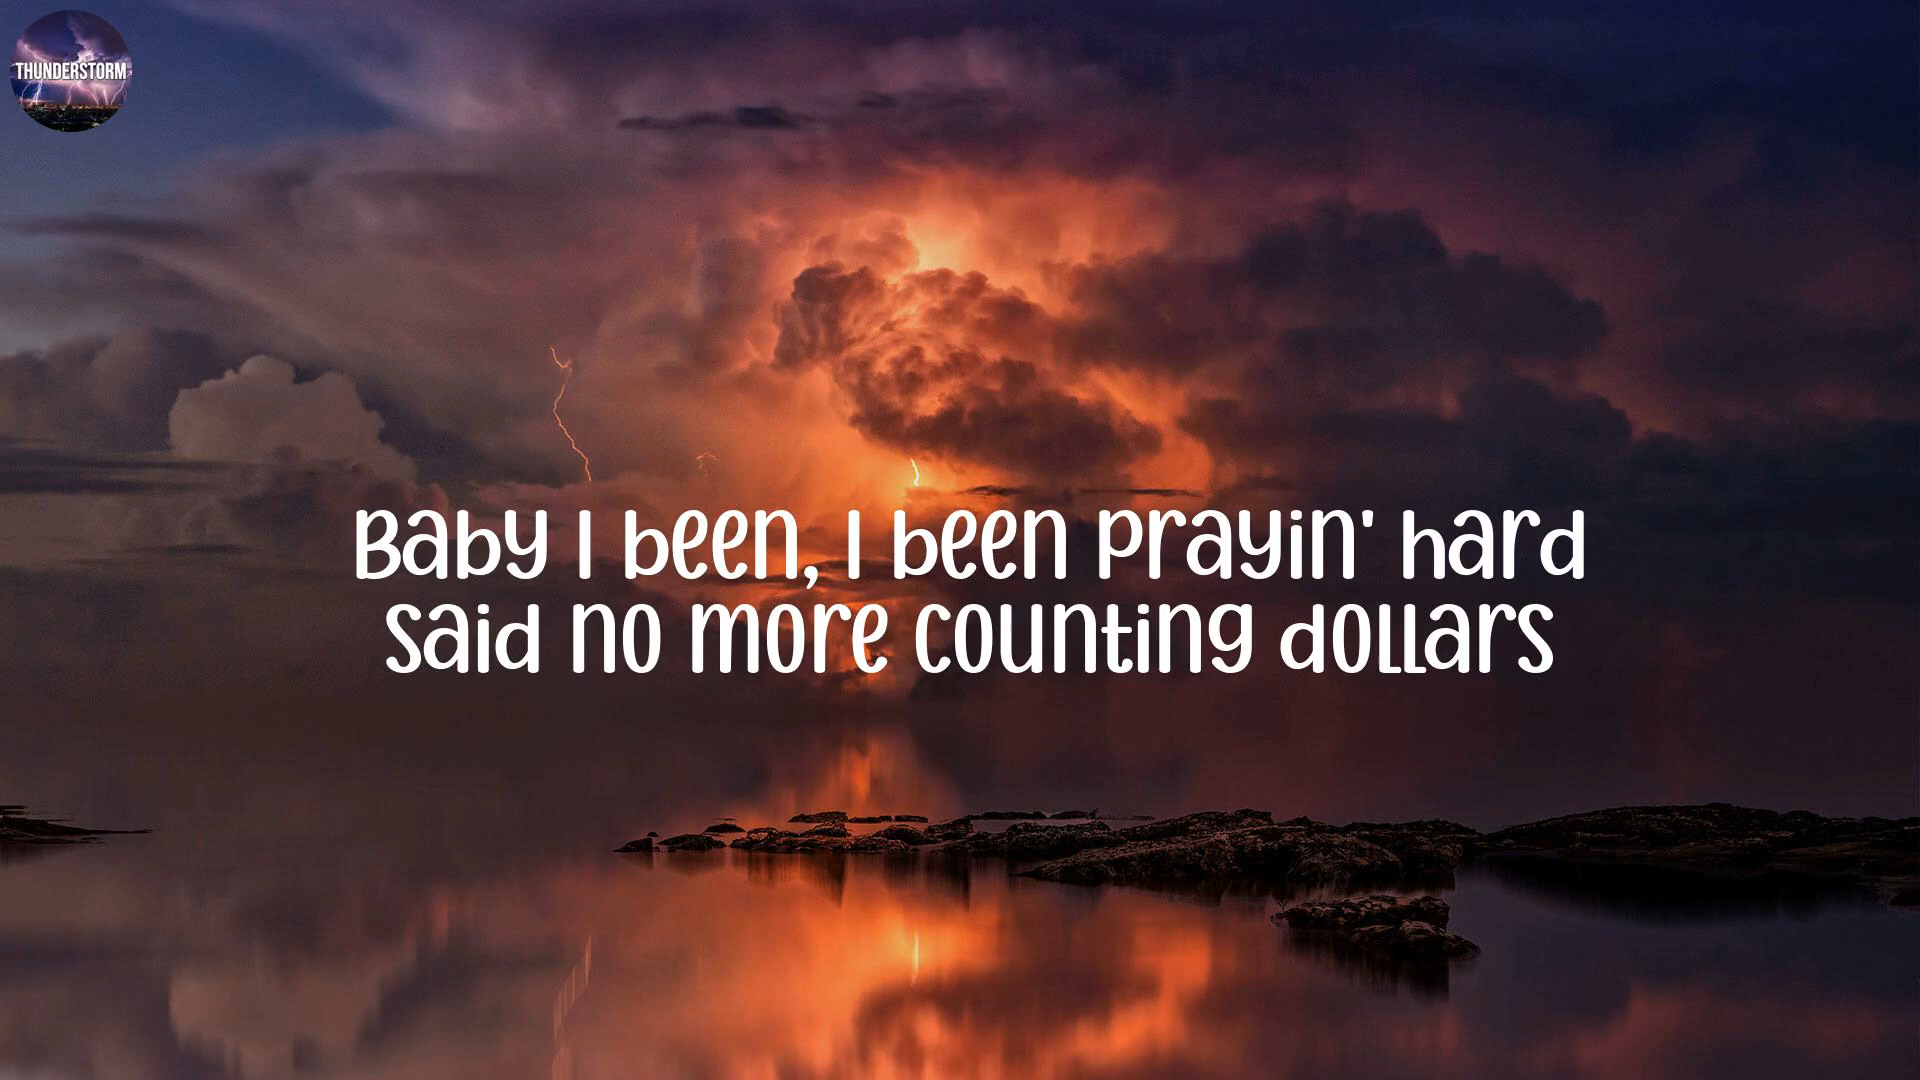 THUNDERSTORM
Baby I been, I been prayin' hard
said no more counting dollars